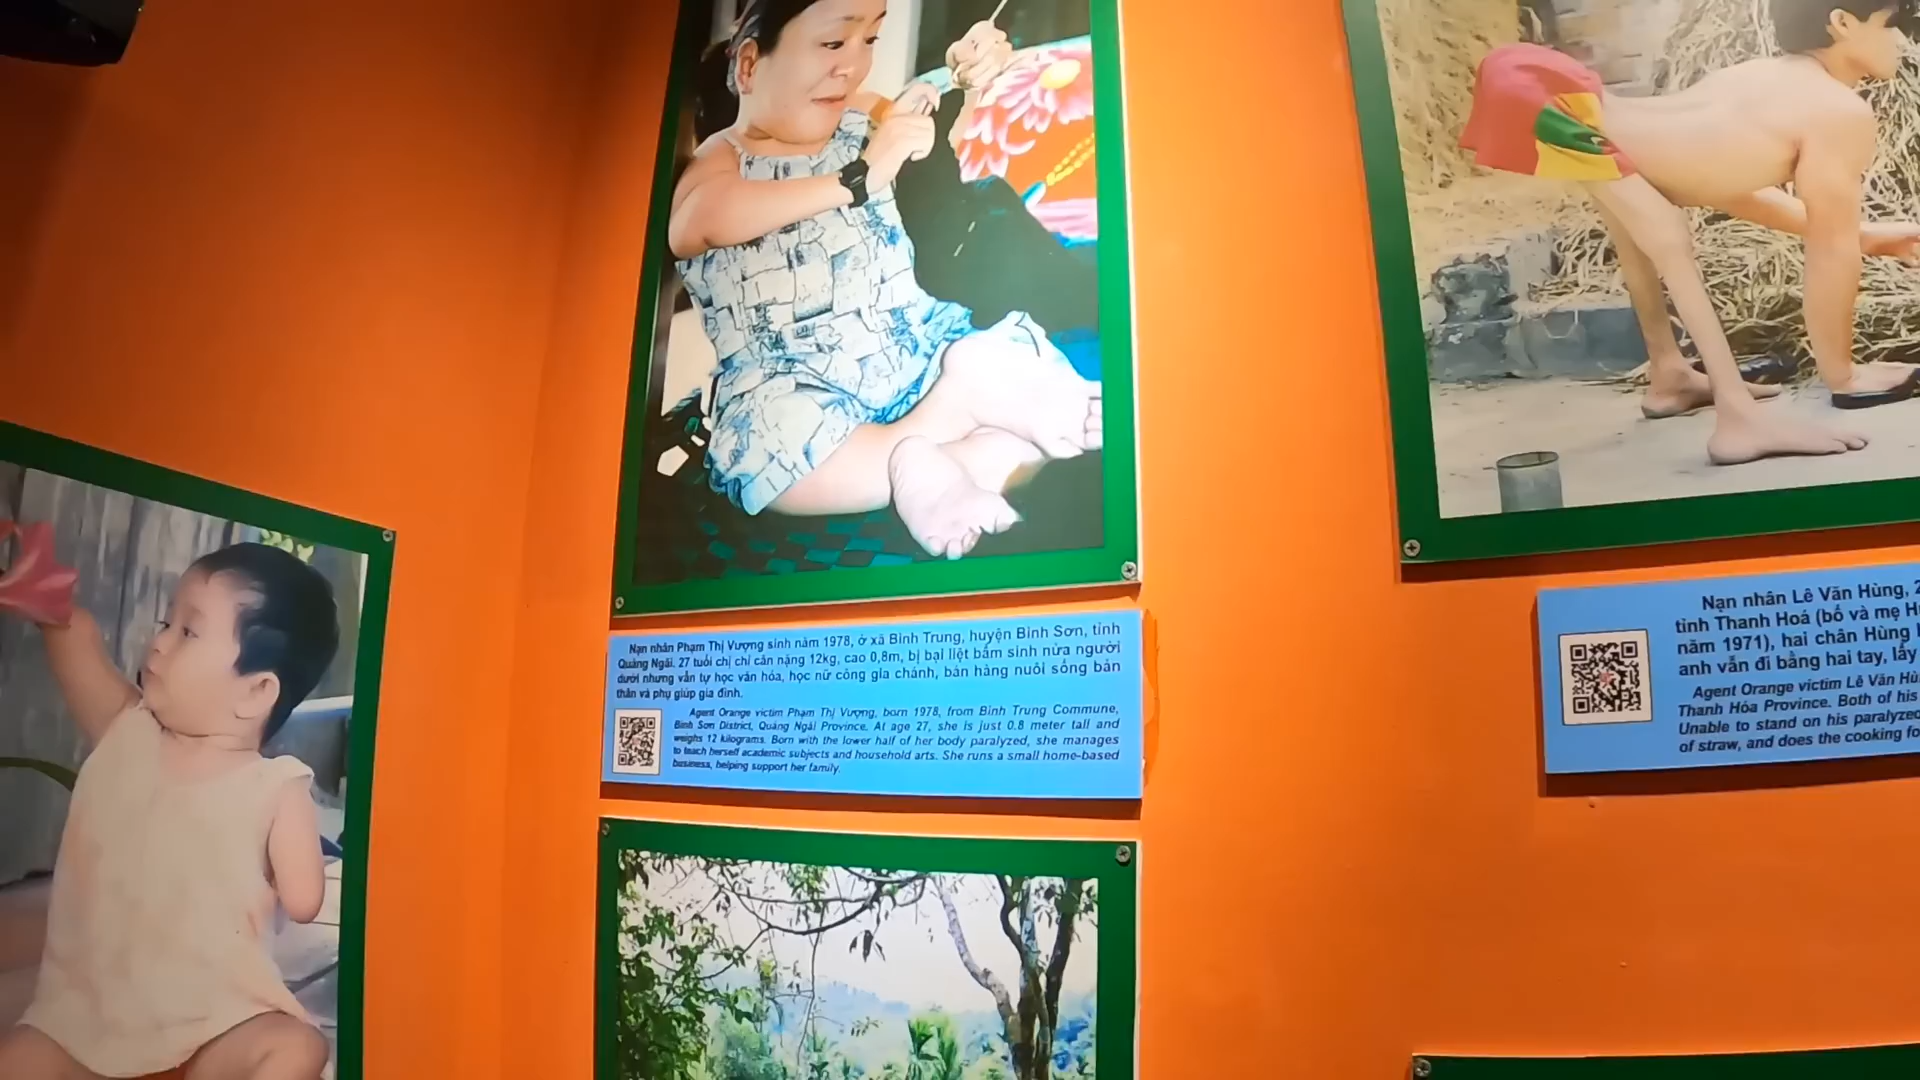 Nạn nhân Phạm Thị Vượng sinh năm 1978, ở xã Bình Trung, huyện Bình Sơn, tỉnh
Quảng Ngãi. 27 tuổi chị chỉ cân nặng 12kg, cao 0,8m, bị bại liệt bẩm sinh nửa người
dưới nhưng vẫn tự học văn hóa, học nữ công gia chánh, bán hàng nuôi sống bản
thân và phụ giúp gia đình.
Agent Orange victim Phạm Thị Vượng, born 1978, from Bình Trung Commune,
Bình Sơn District, Quảng Ngãi Province. At age 27, she is just 0.8 meter tall and
weighs 12 kilograms. Born with the lower half of her body paralyzed, she manages
to teach herself academic subjects and household arts. She runs a small home-based
business, helping support her family.
Nạn nhân Lê Văn Hùng, 2
tỉnh Thanh Hoá (bố và mẹ H
năm 1971), hai chân Hùng
anh vẫn đi bằng hai tay, lấy
Agent Orange victim Lê Văn Hù
Thanh Hóa Province. Both of his
Unable to stand on his paralyze
of straw, and does the cooking fo